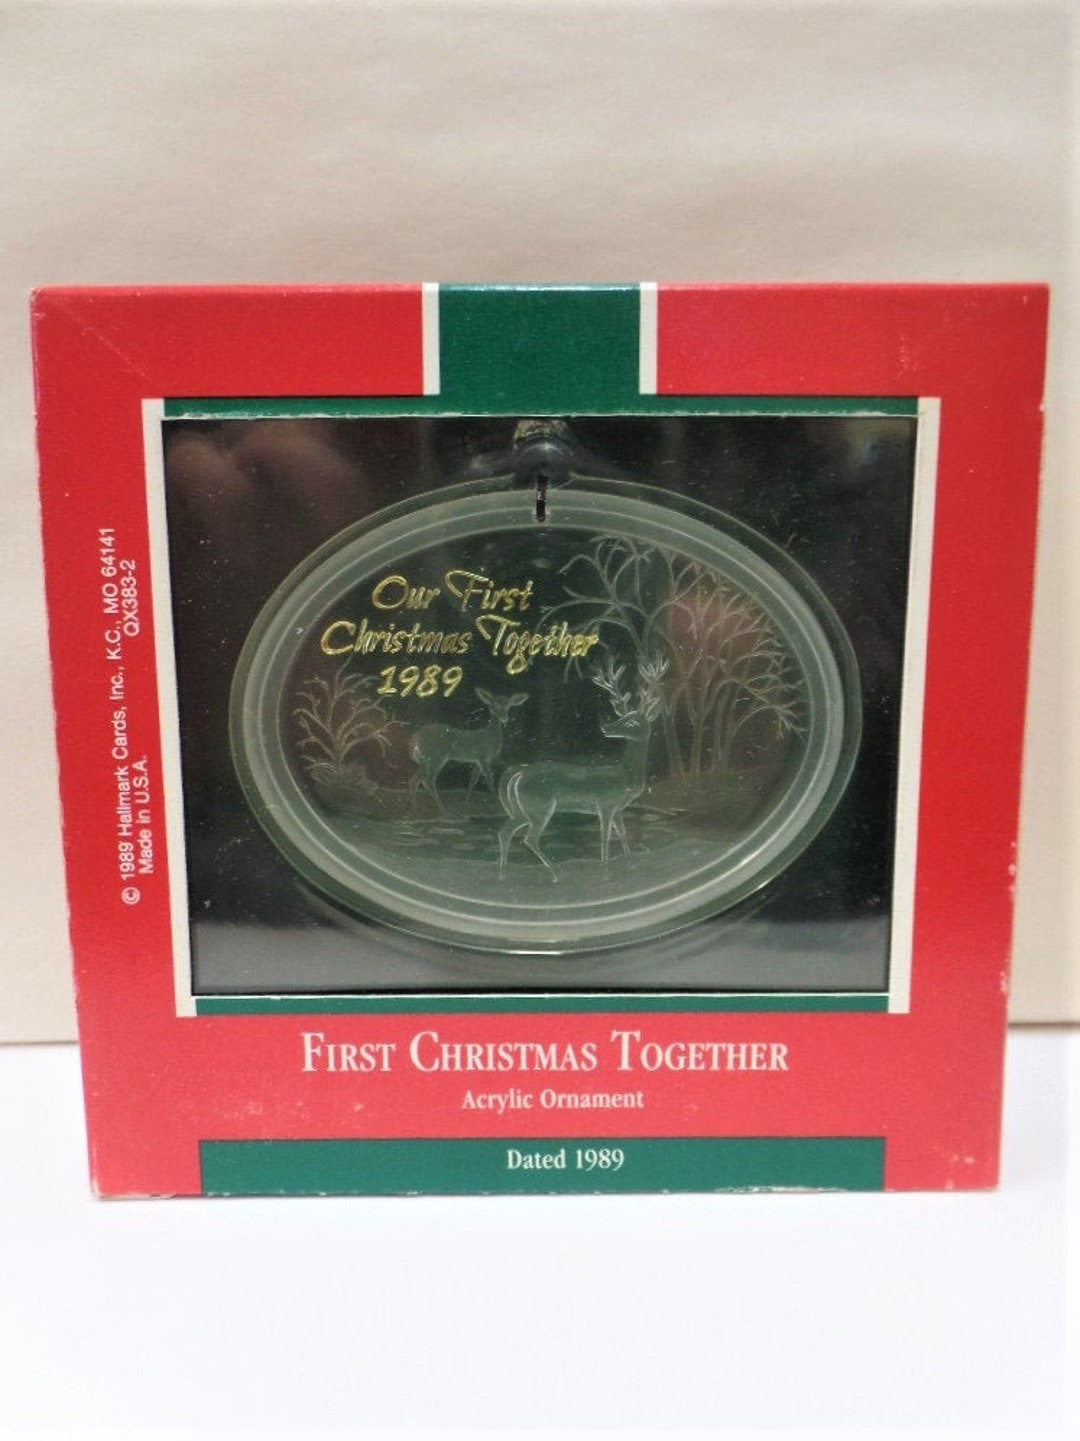 Our First
Christmas Together
1989
© 1989 Hallmark Cards, Inc., K.C., MO 64141
Made in U.S.A.
QX383-2
FIRST CHRISTMAS TOGETHER
Acrylic Ornament
Dated 1989